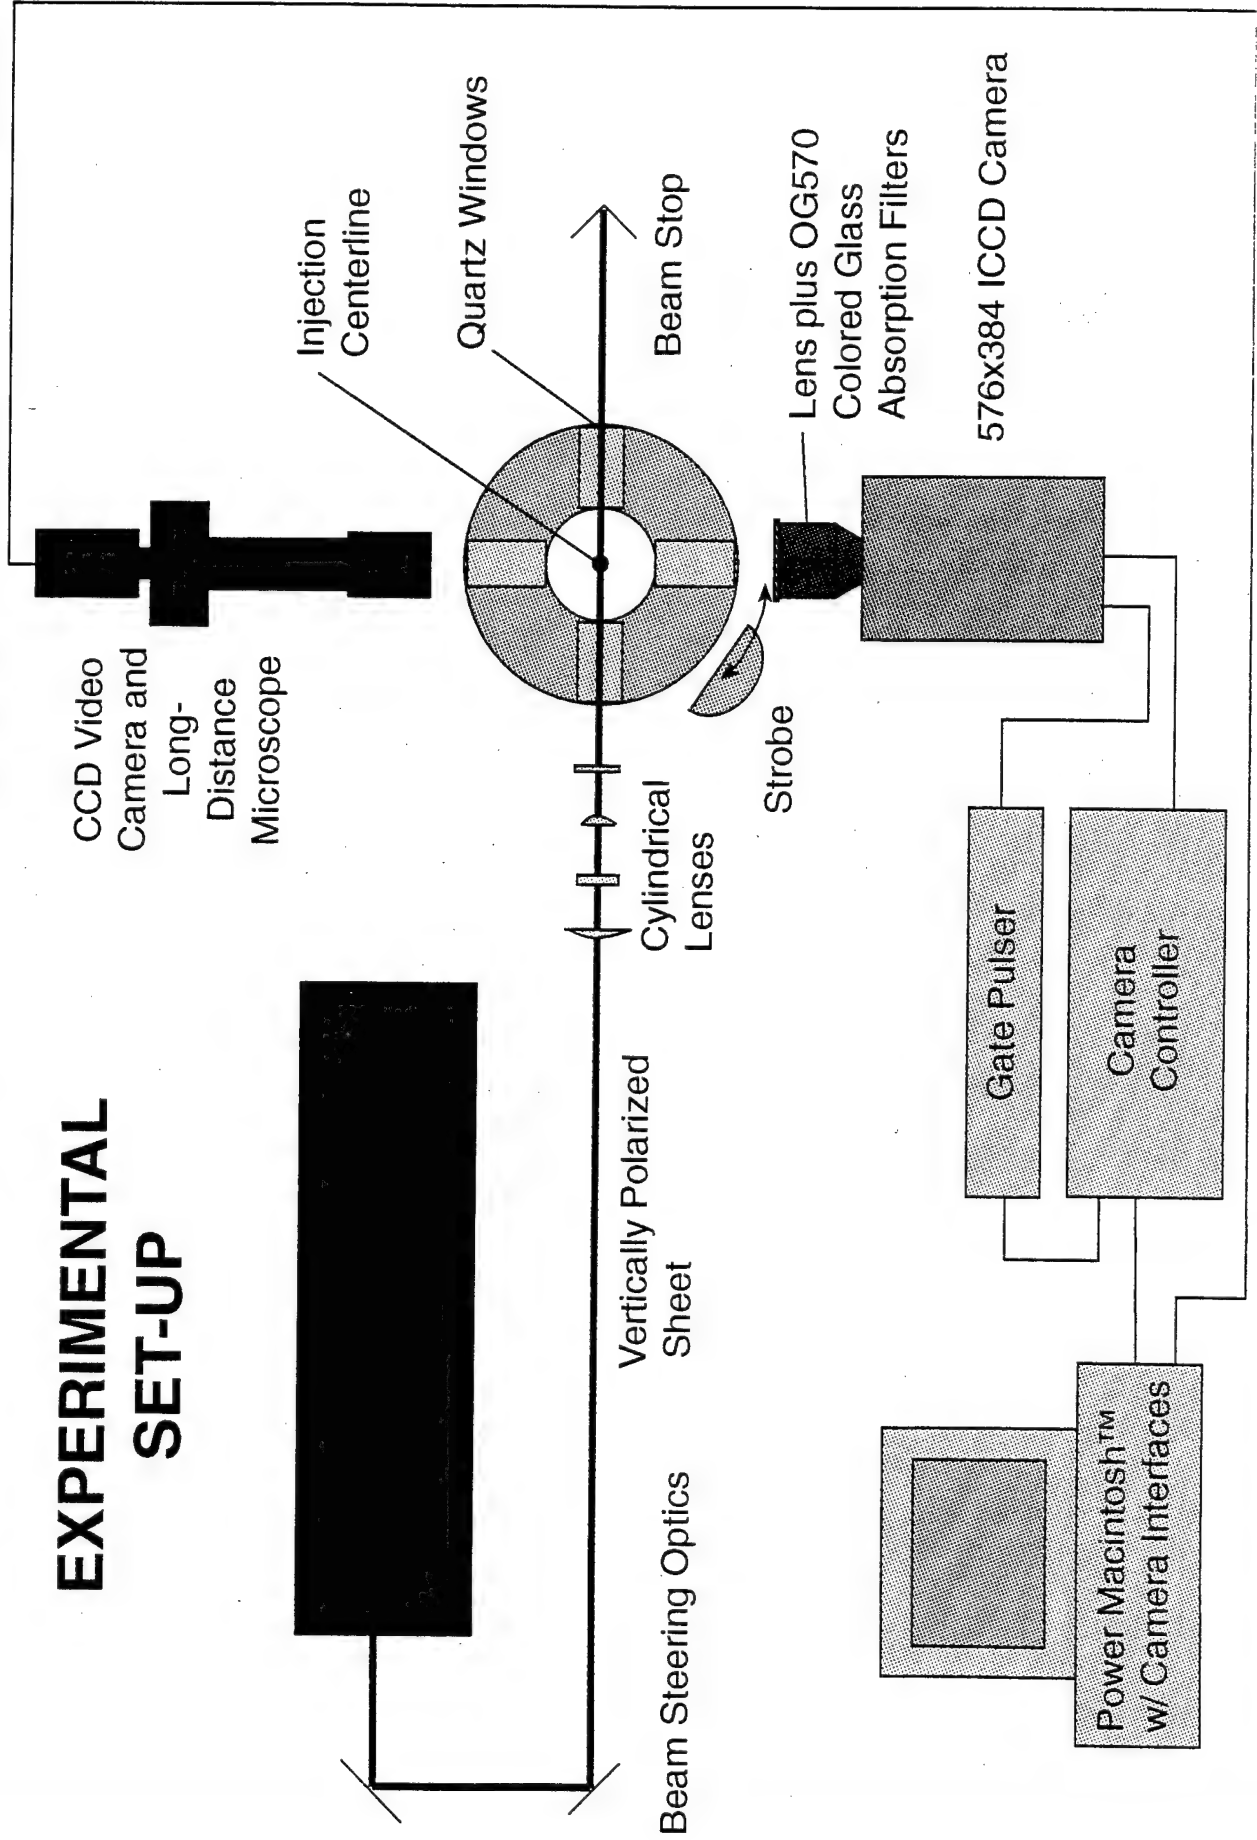 EXPERIMENTAL
SET-UP
CCD Video
Camera and
Long-
Distance
Microscope
Injection
Centerline
Quartz Windows
Beam Stop
Lens plus OG570
Colored Glass
Absorption Filters
576x384 ICCD Camera
Strobe
Cylindrical
Lenses
Vertically Polarized
Sheet
Beam Steering Optics
Gate Pulser
Camera
Controller
Power Macintosh™
w/ Camera Interfaces